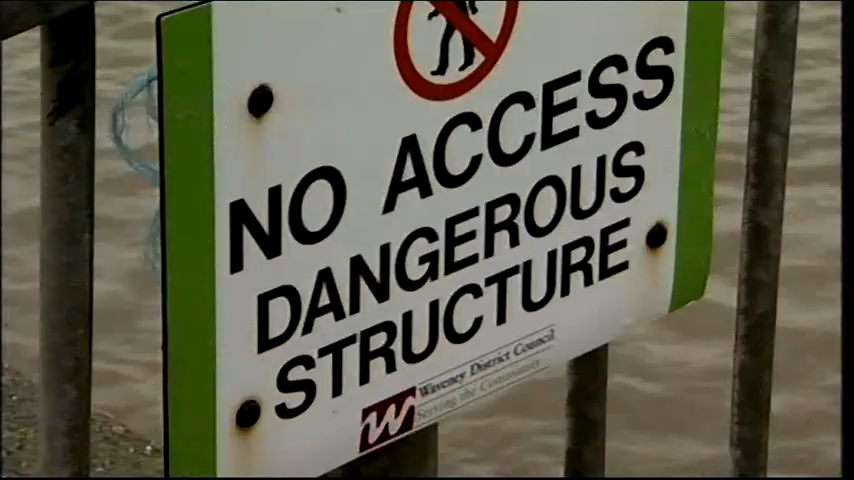 NO ACCESS
DANGEROUS
STRUCTURE
Waveney District Council
Serving the Community